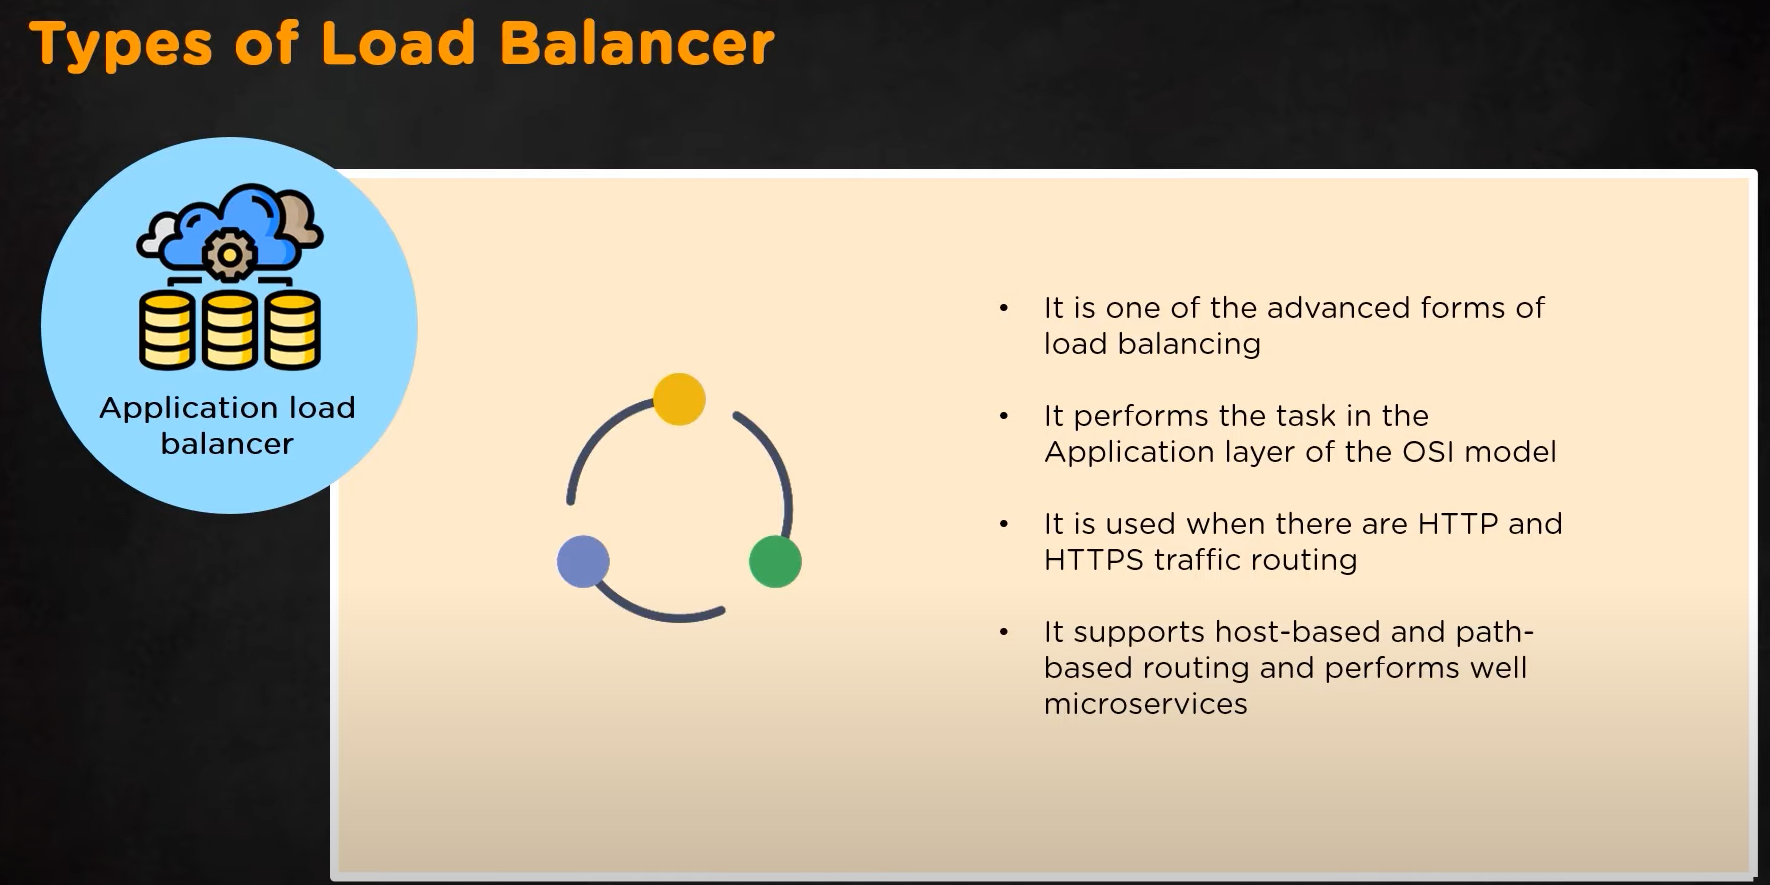 Types of Load Balancer
Application load
balancer
• It is one of the advanced forms of
load balancing
• It performs the task in the
Application layer of the OSI model
• It is used when there are HTTP and
HTTPS traffic routing
• It supports host-based and path-
based routing and performs well
microservices